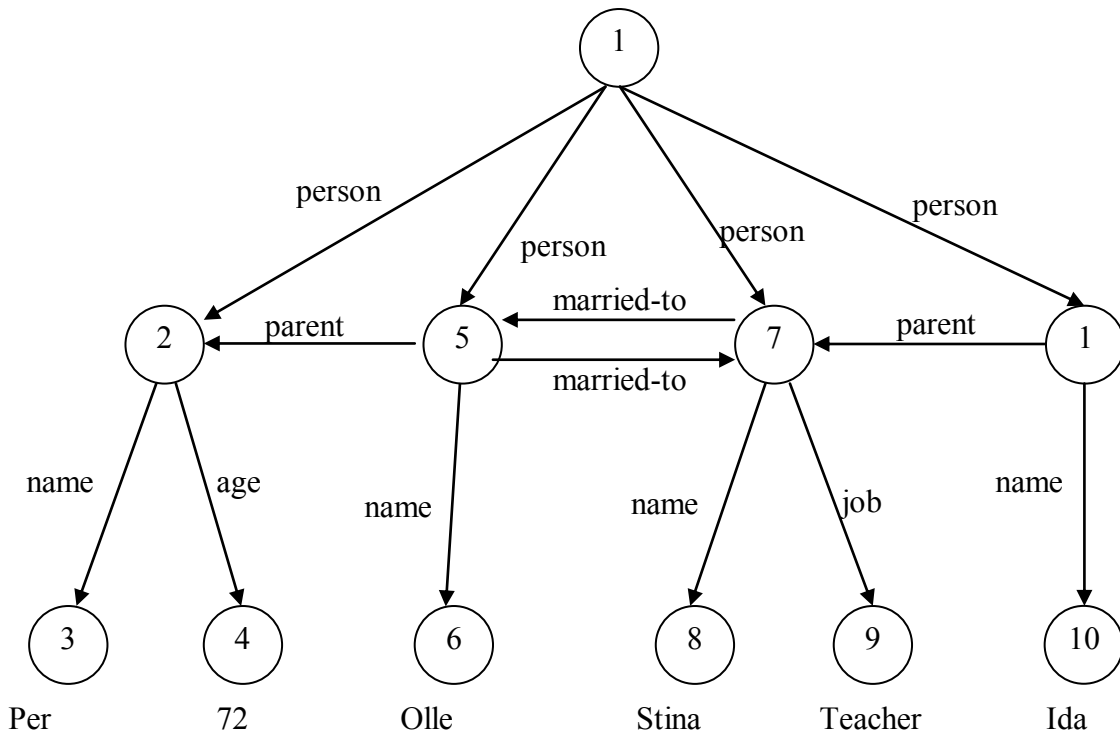 1
person
person
person
person
married-to
2
parent
5
7
parent
1
married-to
name
age
name
name
job
name
3
4
6
8
9
10
Per
72
Olle
Stina
Teacher
Ida